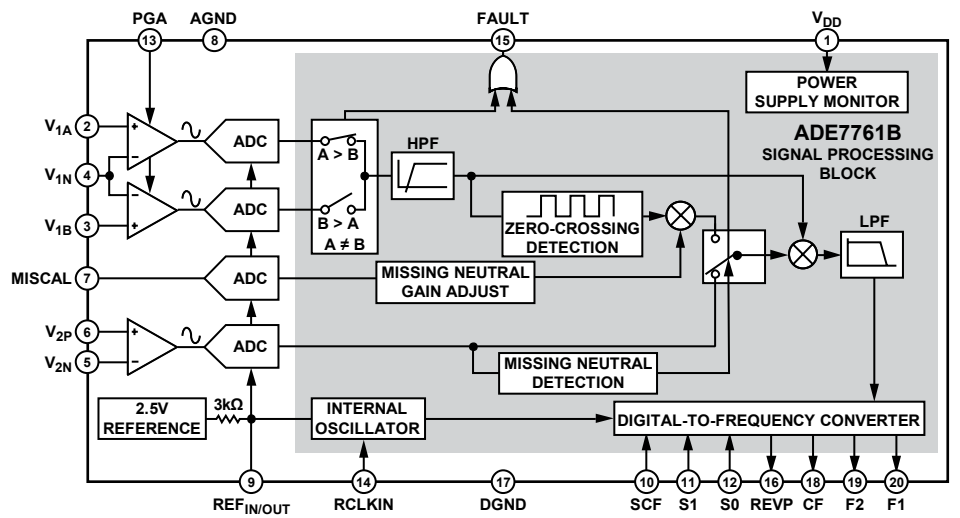 PGA
AGND
FAULT
VDD
13
8
15
1
POWER
SUPPLY MONITOR
ADE7761B
SIGNAL PROCESSING
BLOCK
V1A
2
+
−
ADC
A > B
HPF
V1N
4
−
+
ADC
B > A
A ≠ B
V1B
3
ZERO-CROSSING
DETECTION
LPF
MISCAL
7
ADC
MISSING NEUTRAL
GAIN ADJUST
V2P
6
+
−
ADC
V2N
5
MISSING NEUTRAL
DETECTION
2.5V
REFERENCE
3kΩ
INTERNAL
OSCILLATOR
DIGITAL-TO-FREQUENCY CONVERTER
9
14
17
10
11
12
16
18
19
20
REFIN/OUT
RCLKIN
DGND
SCF
S1
S0
REVP
CF
F2
F1